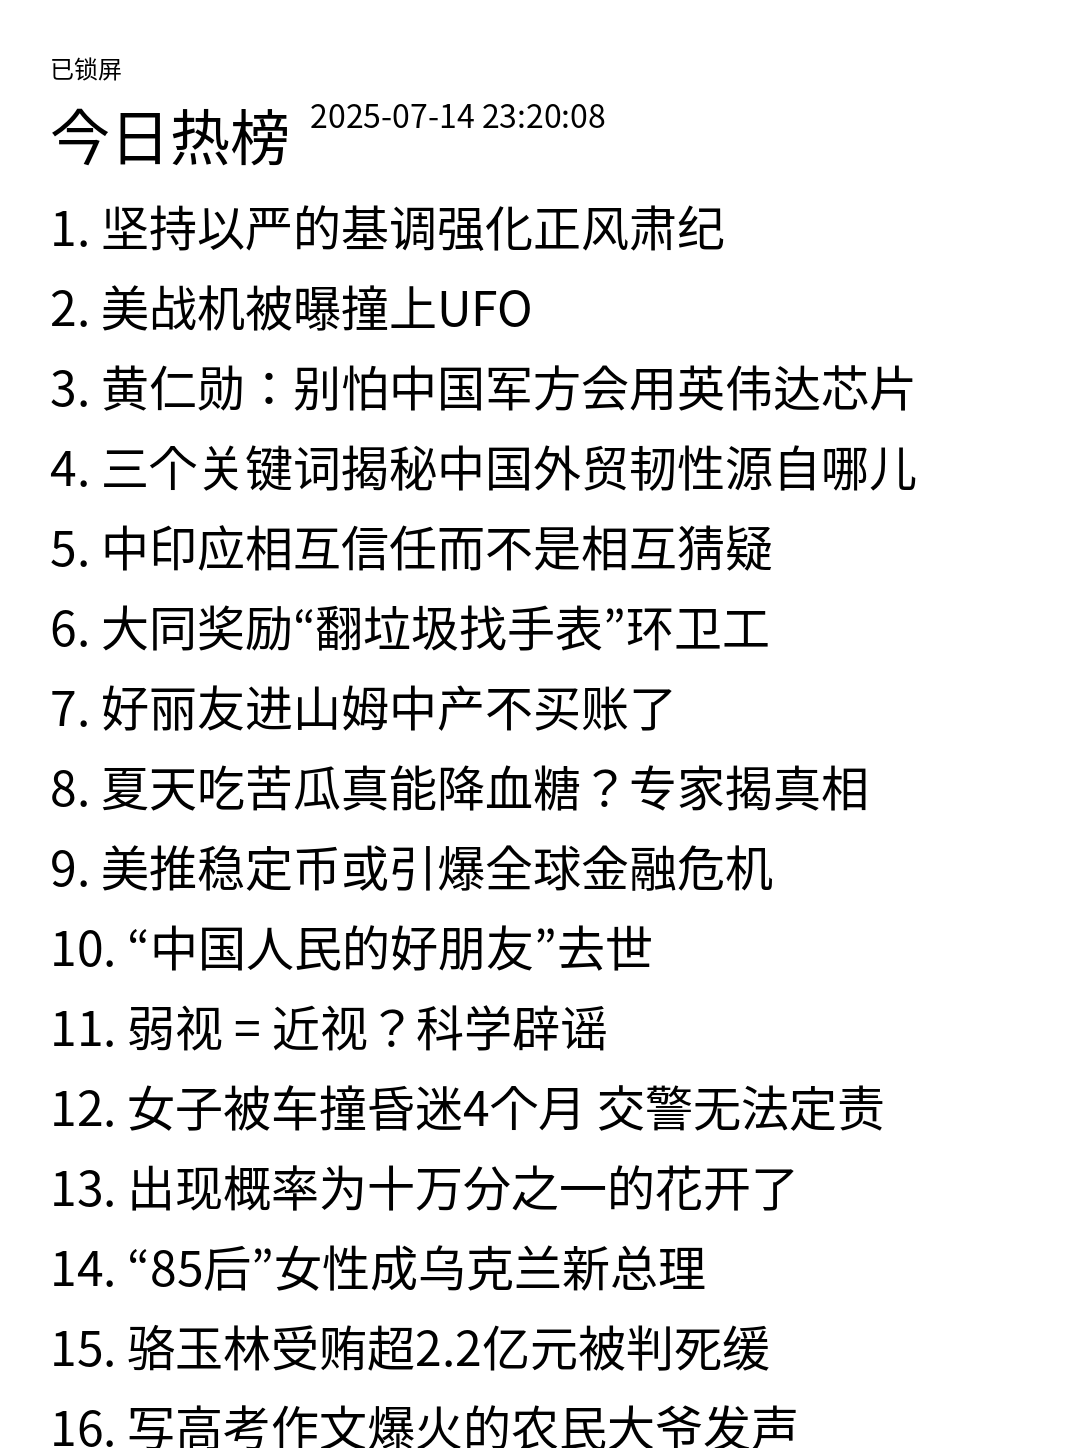 已锁屏
今日热榜 2025-07-14 23:20:08
1. 坚持以严的基调强化正风肃纪
2. 美战机被曝撞上UFO
3. 黄仁勋：别怕中国军方会用英伟达芯片
4. 三个关键词揭秘中国外贸韧性源自哪儿
5. 中印应相互信任而不是相互猜疑
6. 大同奖励“翻垃圾找手表”环卫工
7. 好丽友进山姆中产不买账了
8. 夏天吃苦瓜真能降血糖？专家揭真相
9. 美推稳定币或引爆全球金融危机
10. “中国人民的好朋友”去世
11. 弱视 = 近视？科学辟谣
12. 女子被车撞昏迷4个月 交警无法定责
13. 出现概率为十万分之一的花开了
14. “85后”女性成乌克兰新总理
15. 骆玉林受贿超2.2亿元被判死缓
16. 写高考作文爆火的农民大爷发声